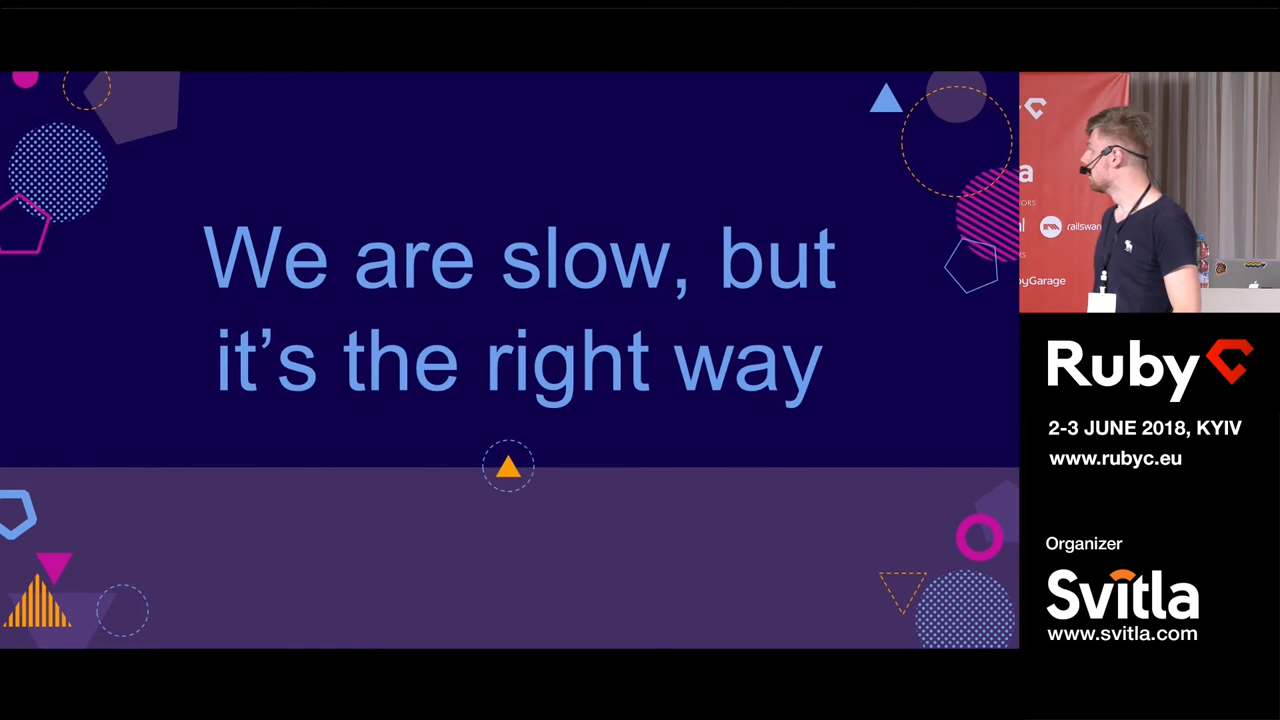 We are slow, but
it’s the right way
railsware
Ruby
2-3 JUNE 2018, KYIV
www.rubyc.eu
Organizer
Svitla
www.svitla.com